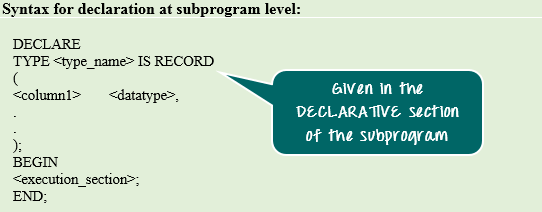 Syntax for declaration at subprogram level:
DECLARE
TYPE <type_name> IS RECORD
(
<column1> <datatype>,
.
.
);
BEGIN
<execution_section>;
END;
Given in the
DECLARATIVE section
of the subprogram